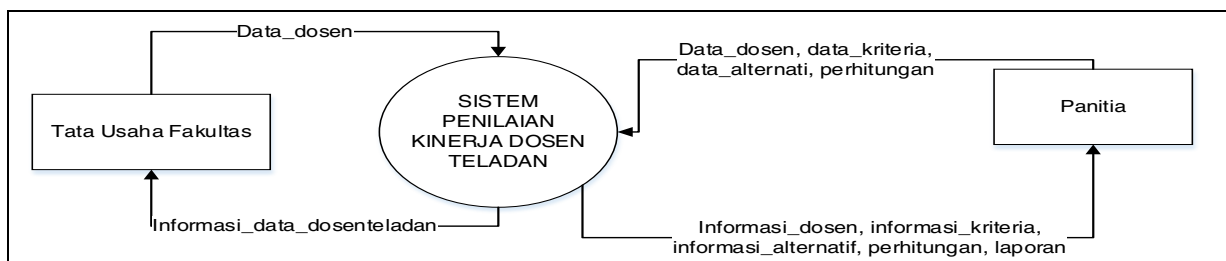 Data_dosen
Data_dosen, data_kriteria,
data_alternati, perhitungan
Tata Usaha Fakultas
SISTEM
PENILAIAN
KINERJA DOSEN
TELADAN
Panitia
Informasi_data_dosenteladan
Informasi_dosen, informasi_kriteria,
informasi_alternatif, perhitungan, laporan